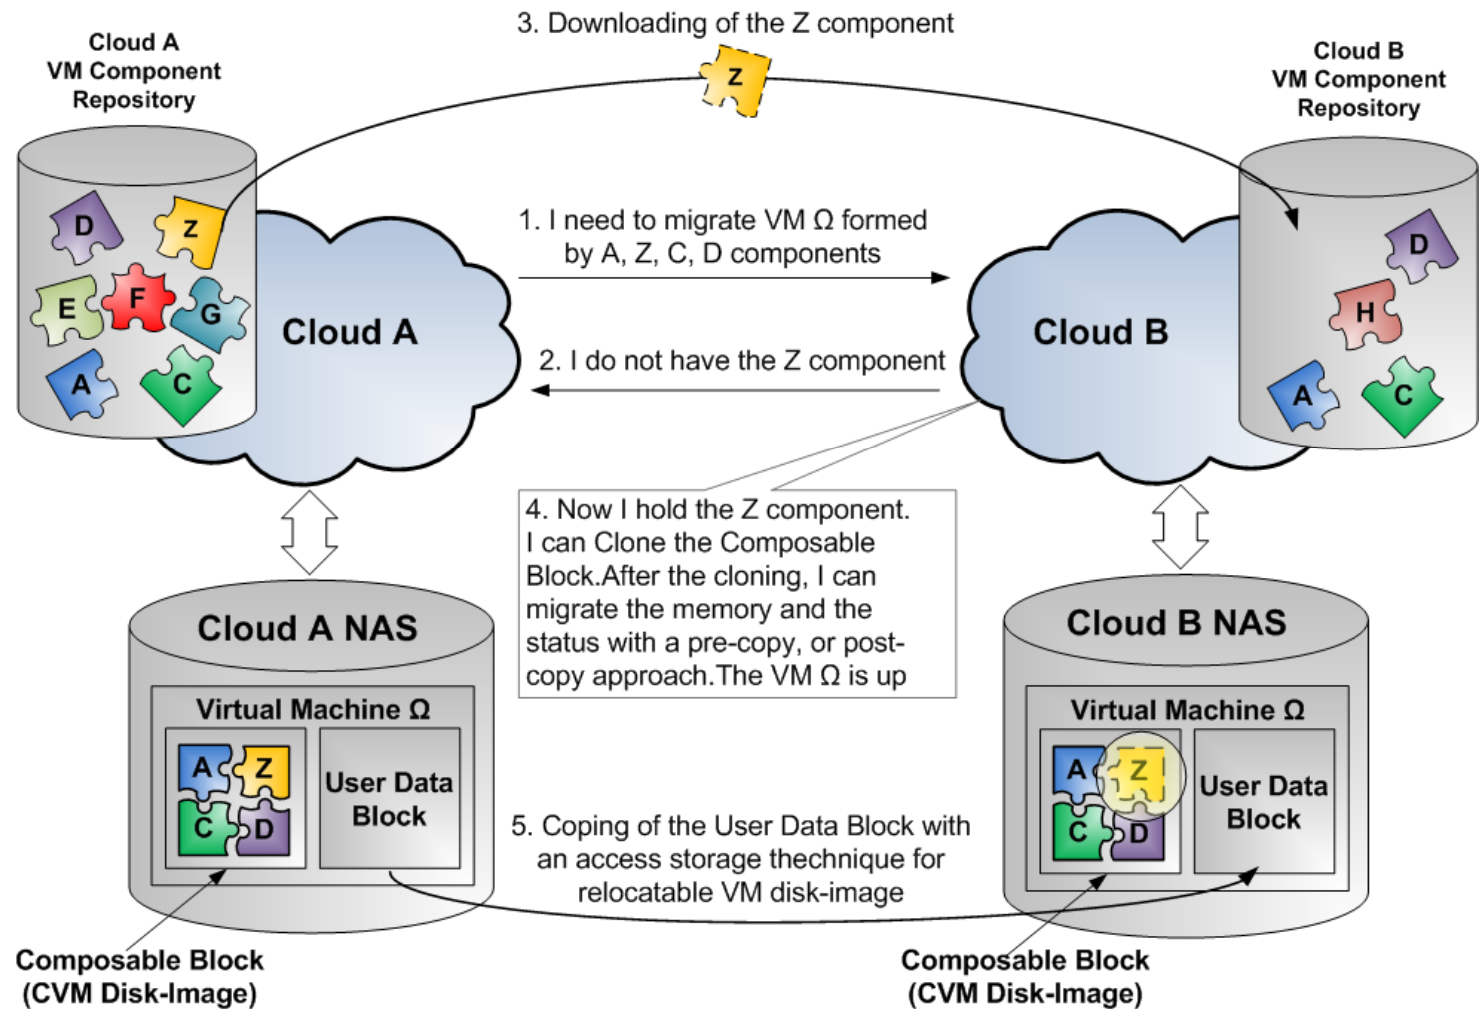 3. Downloading of the Z component
Z
Cloud A
VM Component
Repository
Cloud B
VM Component
Repository
D
Z
E
F
G
A
C
Cloud A
1. I need to migrate VM Ω formed
by A, Z, C, D components
2. I do not have the Z component
Cloud B
D
H
A
C
4. Now I hold the Z component.
I can Clone the Composable
Block.After the cloning, I can
migrate the memory and the
status with a pre-copy, or post-
copy approach.The VM Ω is up
Cloud A NAS
Virtual Machine Ω
A
Z
C
D
User Data
Block
Cloud B NAS
Virtual Machine Ω
A
Z
C
D
User Data
Block
5. Coping of the User Data Block with
an access storage thechnique for
relocatable VM disk-image
Composable Block
(CVM Disk-Image)
Composable Block
(CVM Disk-Image)